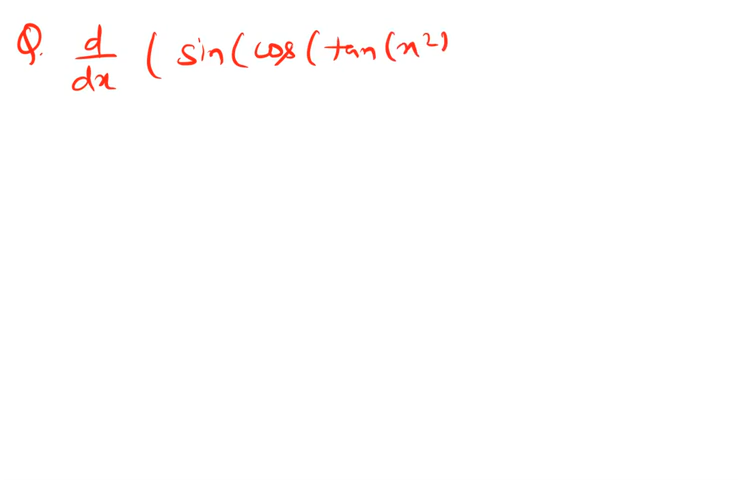 Q. d/dx ( sin( cos ( tan(x²)